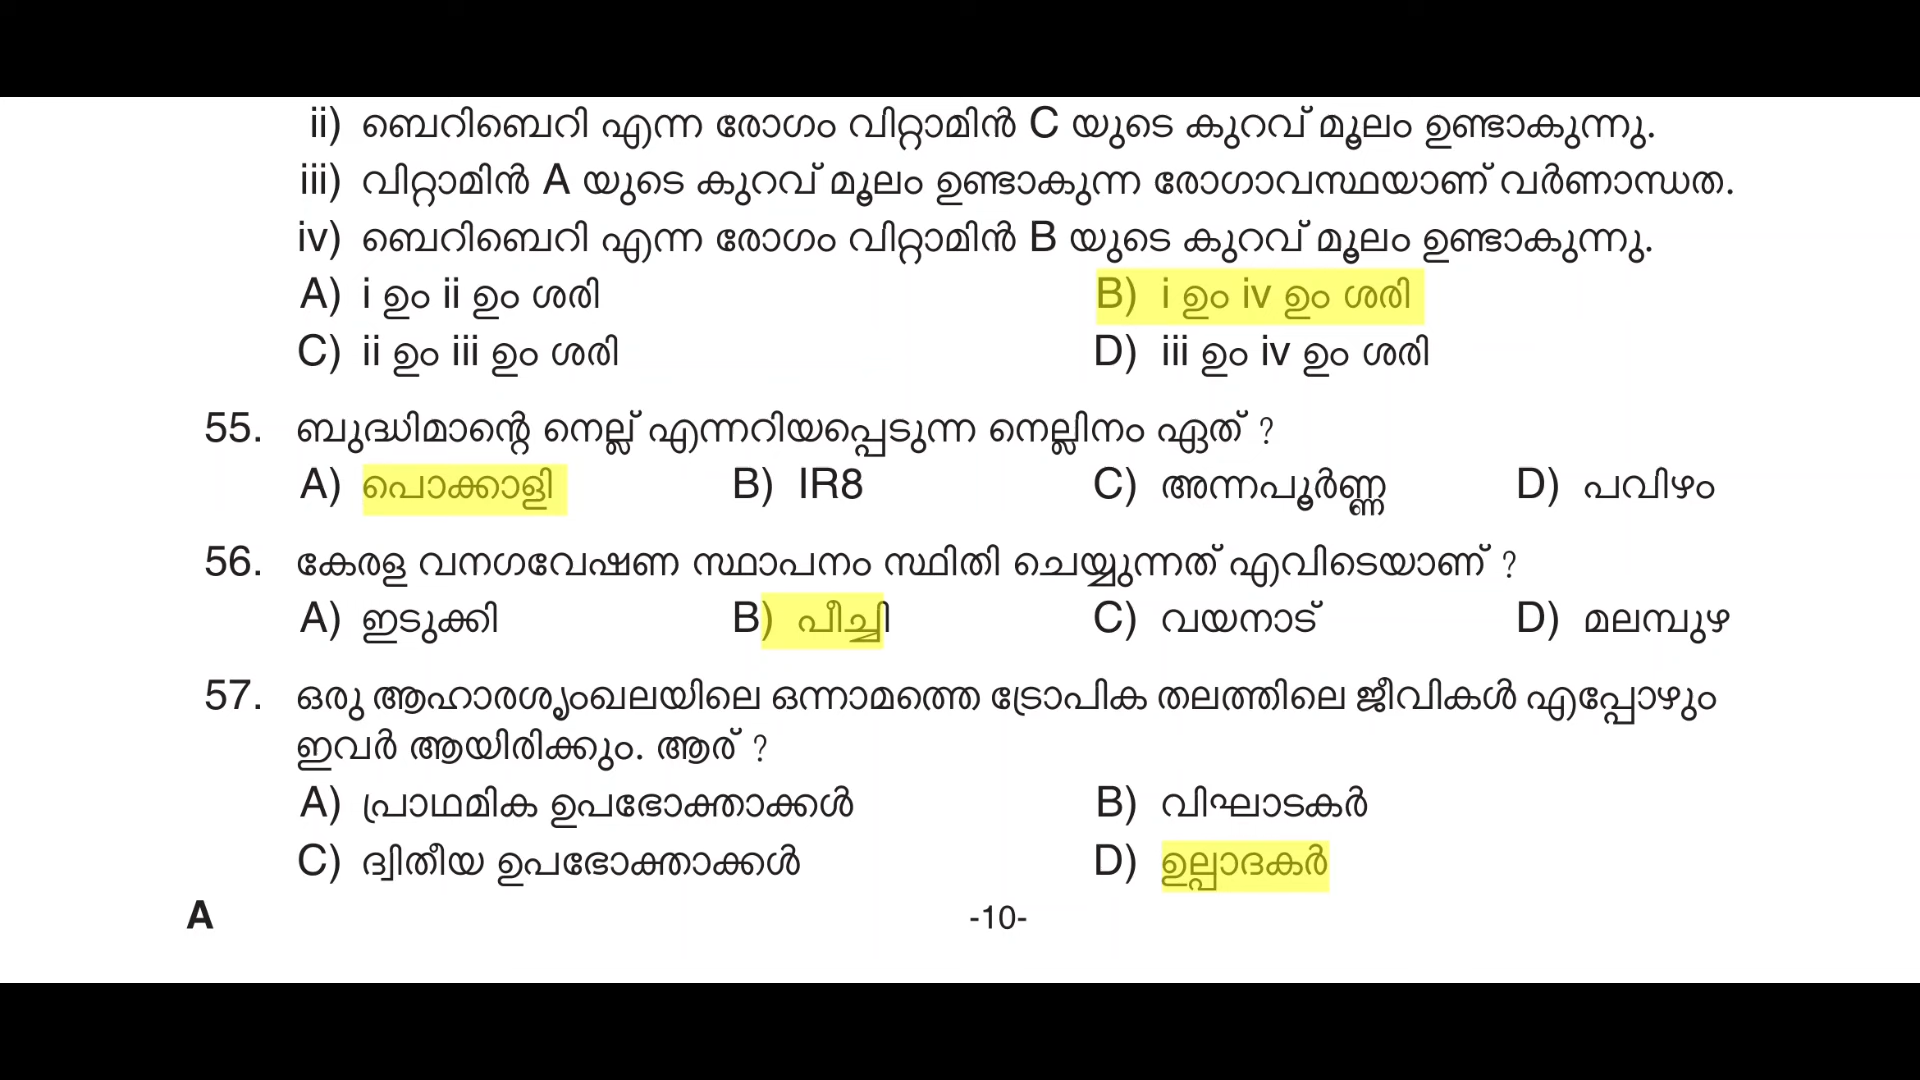 ii) ബെറിബെറി എന്ന രോഗം വിറ്റാമിൻ C യുടെ കുറവ് മൂലം ഉണ്ടാകുന്നു.
iii) വിറ്റാമിൻ A യുടെ കുറവ് മൂലം ഉണ്ടാകുന്ന രോഗാവസ്ഥയാണ് വർണാന്ധത.
iv) ബെറിബെറി എന്ന രോഗം വിറ്റാമിൻ B യുടെ കുറവ് മൂലം ഉണ്ടാകുന്നു.
A) i ഉം ii ഉം ശരി B) i ഉം iv ഉം ശരി
C) ii ഉം iii ഉം ശരി D) iii ഉം iv ഉം ശരി
55. ബുദ്ധിമാന്റെ നെല്ല് എന്നറിയപ്പെടുന്ന നെല്ലിനം ഏത് ?
A) പൊക്കാളി B) IR8 C) അന്നപൂർണ്ണ D) പവിഴം
56. കേരള വനഗവേഷണ സ്ഥാപനം സ്ഥിതി ചെയ്യുന്നത് എവിടെയാണ് ?
A) ഇടുക്കി B) പീച്ചി C) വയനാട് D) മലമ്പുഴ
57. ഒരു ആഹാരശൃംഖലയിലെ ഒന്നാമത്തെ ട്രോപിക തലത്തിലെ ജീവികൾ എപ്പോഴും
ഇവർ ആയിരിക്കും. ആര് ?
A) പ്രാഥമിക ഉപഭോക്താക്കൾ B) വിഘാടകർ
C) ദ്വിതീയ ഉപഭോക്താക്കൾ D) ഉല്പാദകർ
A -10-